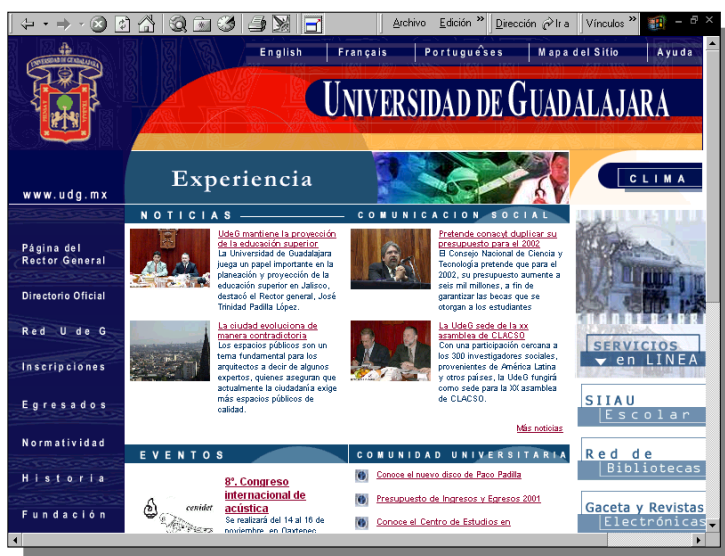 Archivo Edición » Dirección Ir a Vínculos »
English Français Portuguêses Mapa del Sitio Ayuda
UNIVERSIDAD DE GUADALAJARA
UNIVERSIDAD DE GUADALAJARA
PIENSA Y TRABAJA
www.udg.mx
Experiencia
CLIMA
NOTICIAS
COMUNICACION SOCIAL
Página del
Rector General
Directorio Oficial
Red U de G
Inscripciones
Egresados
Normatividad
Historia
Fundación
UdeG mantiene la proyección
de la educación superior
La Universidad de Guadalajara
juega un papel importante en la
planeación y proyección de la
educación superior en Jalisco,
destacó el Rector general, José
Trinidad Padilla López.
Pretende conacyt duplicar su
presupuesto para el 2002
El Consejo Nacional de Ciencia y
Tecnología pretende que para el
2002, su presupuesto aumente a
seis mil millones, a fin de
garantizar las becas que se
otorgan a los estudiantes
La ciudad evoluciona de
manera contradictoria
Los espacios públicos son un
tema fundamental para los
arquitectos a decir de algunos
expertos, quienes aseguran que
actualmente la ciudadanía exige
más espacios públicos de
calidad.
La UdeG sede de la xx
asamblea de CLACSO
Con una participación cercana a
los 300 investigadores sociales,
provenientes de América Latina
y otros países, la UdeG fungirá
como sede para la XX asamblea
de CLACSO.
Más noticias
EVENTOS
COMUNIDAD UNIVERSITARIA
cenidet
8º. Congreso
internacional de
acústica
Se realizará del 14 al 16 de
noviembre, en Oaxtepec
Conoce el nuevo disco de Paco Padilla
Presupuesto de Ingresos y Egresos 2001
Conoce el Centro de Estudios en
SERVICIOS
en LINEA
SIIAU
Escolar
Red de
Bibliotecas
Gaceta y Revistas
Electrónicas